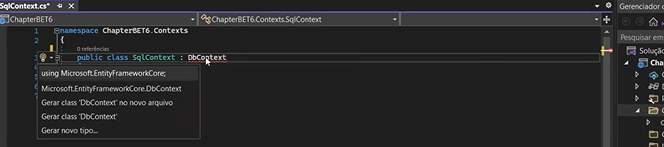 SqlContext.cs*
ChapterBET6
ChapterBET6.Contexts.SqlContext
Gerenciador d
1
namespace ChapterBET6.Contexts
2
{
0 referências
3
public class SqlContext : DbContext
using Microsoft.EntityFrameworkCore;
Microsoft.EntityFrameworkCore.DbContext
Gerar class 'DbContext' no novo arquivo
Gerar class 'DbContext'
Gerar novo tipo...
Pesquisar em
Solução
Cha